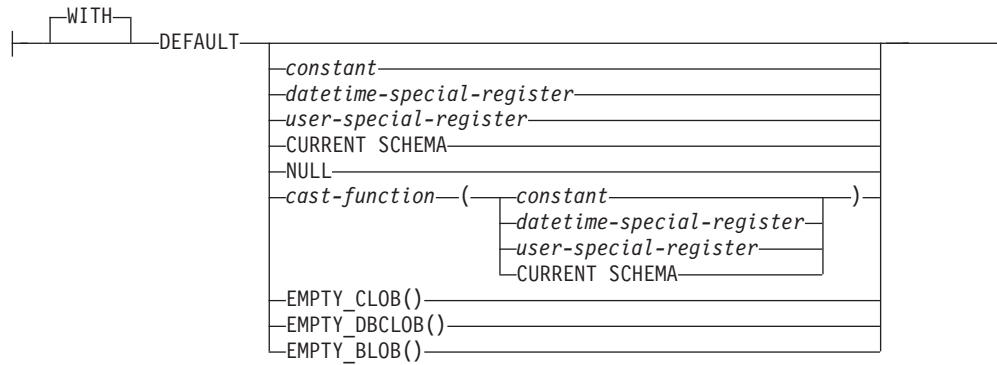 WITH
DEFAULT
constant
datetime-special-register
user-special-register
CURRENT SCHEMA
NULL
cast-function ( constant )
datetime-special-register
user-special-register
CURRENT SCHEMA
EMPTY_CLOB()
EMPTY_DBCLOB()
EMPTY_BLOB()